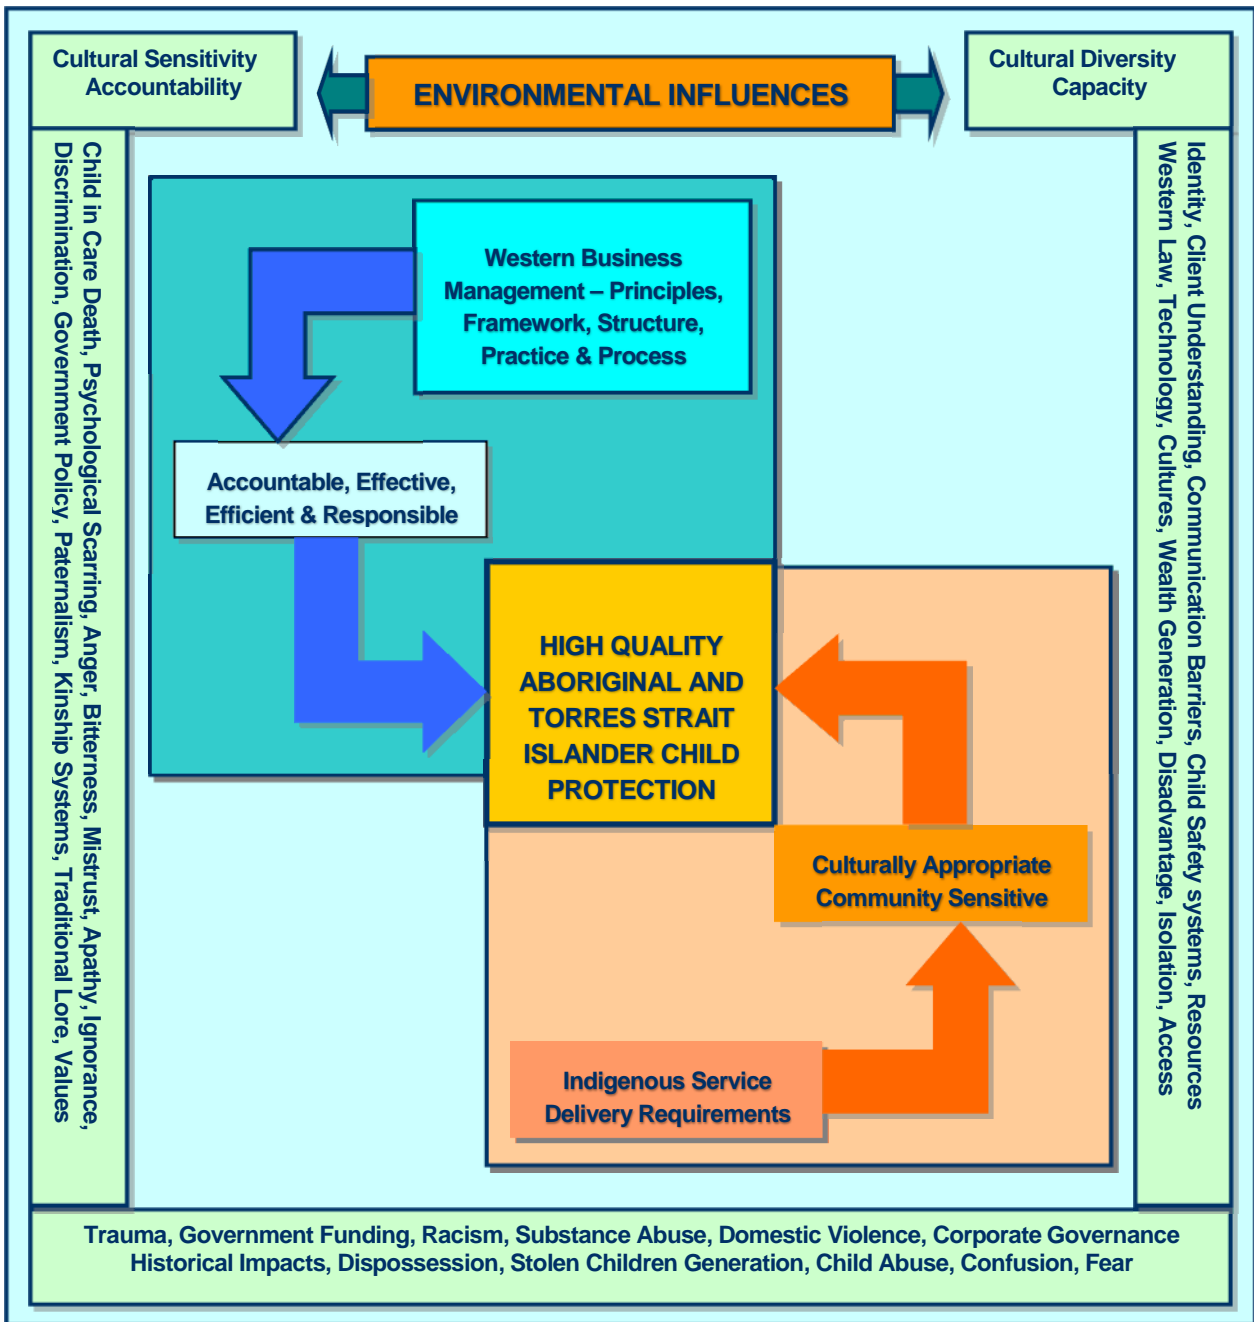 Cultural Sensitivity
Accountability
ENVIRONMENTAL INFLUENCES
Cultural Diversity
Capacity
Child in Care Death, Psychological Scarring, Anger, Bitterness, Mistrust, Apathy, Ignorance,
Discrimination, Government Policy, Paternalism, Kinship Systems, Traditional Lore, Values
Western Business
Management – Principles,
Framework, Structure,
Practice & Process
Accountable, Effective,
Efficient & Responsible
HIGH QUALITY
ABORIGINAL AND
TORRES STRAIT
ISLANDER CHILD
PROTECTION
Culturally Appropriate
Community Sensitive
Indigenous Service
Delivery Requirements
Identity, Client Understanding, Communication Barriers, Child Safety systems, Resources
Western Law, Technology, Cultures, Wealth Generation, Disadvantage, Isolation, Access
Trauma, Government Funding, Racism, Substance Abuse, Domestic Violence, Corporate Governance
Historical Impacts, Dispossession, Stolen Children Generation, Child Abuse, Confusion, Fear